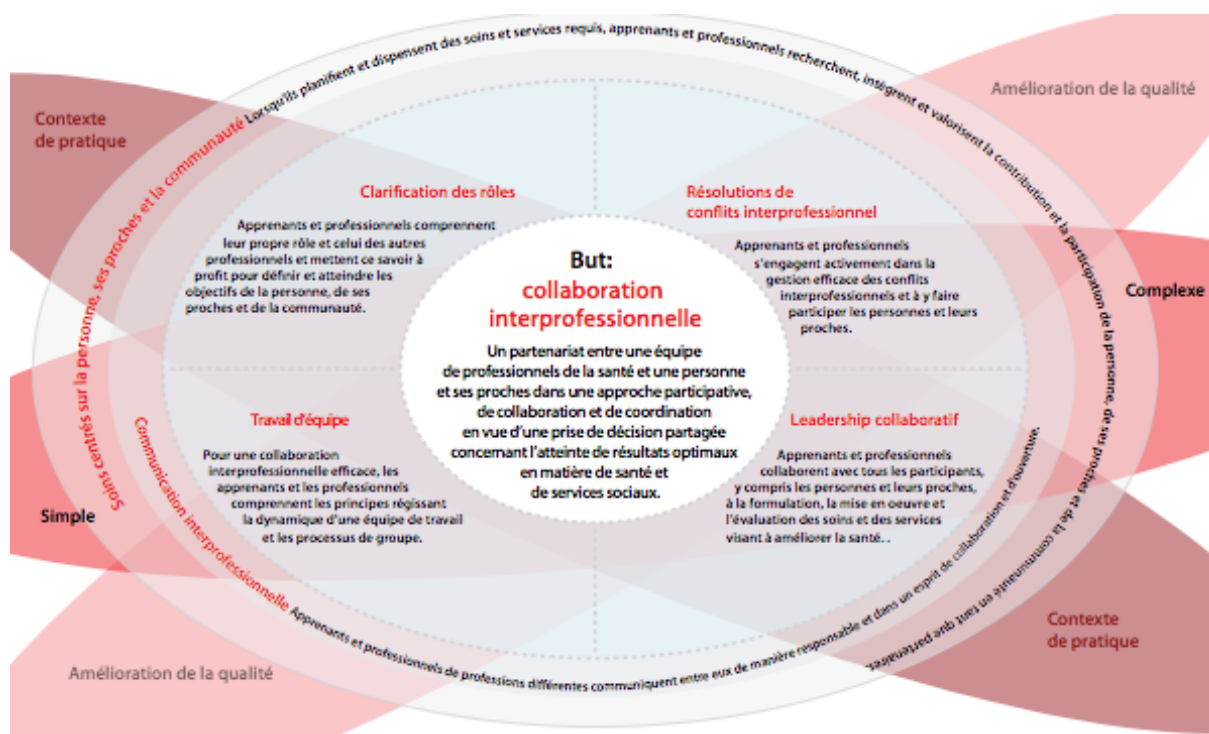 Soins centrés sur la personne, ses proches et la communauté Lorsqu'ils planifient et dispensent des soins et services requis, apprenants et professionnels recherchent, intégrent et valorisent la contribution et la participation de la personne, de ses proches et de la communauté en tant que partenaires.
Amélioration de la qualité
Contexte
de pratique
Clarification des rôles
Apprenants et professionnels comprennent
leur propre rôle et celui des autres
professionnels et mettent ce savoir à
profit pour définir et atteindre les
objectifs de la personne, de ses
proches et de la communauté.
Résolutions de
conflits interprofessionnel
Apprenants et professionnels
s'engagent activement dans la
gestion efficace des conflits
interprofessionnels et à y faire
participer les personnes et leurs
proches.
But:
collaboration
interprofessionnelle
Un partenariat entre une équipe
de professionnels de la santé et une personne
et ses proches dans une approche participative,
de collaboration et de coordination
en vue d'une prise de décision partagée
concernant l'atteinte de résultats optimaux
en matière de santé et
de services sociaux.
Complexe
Travail d'équipe
Pour une collaboration
interprofessionnelle efficace, les
apprenants et les professionnels
comprennent les principes régissant
la dynamique d'une équipe de travail
et les processus de groupe.
Leadership collaboratif
Apprenants et professionnels
collaborent avec tous les participants,
y compris les personnes et leurs proches,
à la formulation, la mise en oeuvre et
l'évaluation des soins et des services
visant à améliorer la santé. .
Simple
Communication interprofessionnelle Apprenants et professionnels de professions différentes communiquent entre eux de manière responsable et dans un esprit de collaboration et d'ouverture.
Contexte
de pratique
Amélioration de la qualité